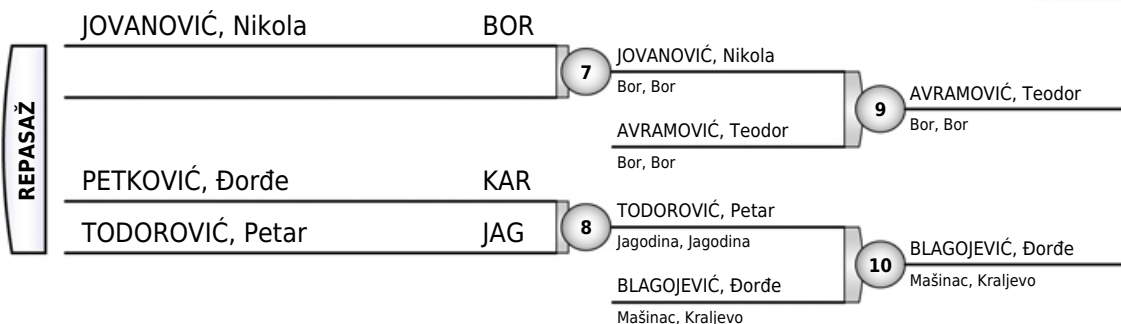 REPASAŽ
JOVANOVIĆ, Nikola BOR
7
JOVANOVIĆ, Nikola
Bor, Bor
AVRAMOVIĆ, Teodor
Bor, Bor
9
AVRAMOVIĆ, Teodor
Bor, Bor
PETKOVIĆ, Đorđe KAR
TODOROVIĆ, Petar JAG
8
TODOROVIĆ, Petar
Jagodina, Jagodina
BLAGOJEVIĆ, Đorđe
Mašinac, Kraljevo
10
BLAGOJEVIĆ, Đorđe
Mašinac, Kraljevo